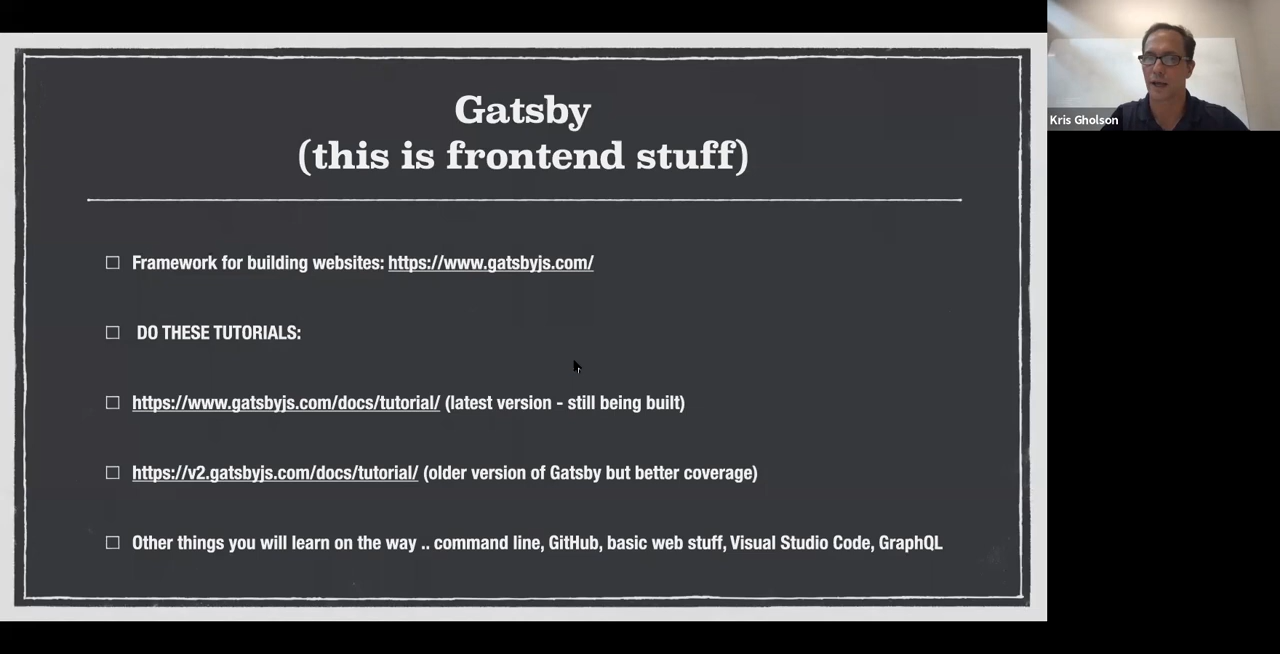 Gatsby
(this is frontend stuff)
Framework for building websites: https://www.gatsbyjs.com/
DO THESE TUTORIALS:
https://www.gatsbyjs.com/docs/tutorial/ (latest version - still being built)
https://v2.gatsbyjs.com/docs/tutorial/ (older version of Gatsby but better coverage)
Other things you will learn on the way .. command line, GitHub, basic web stuff, Visual Studio Code, GraphQL
Kris Gholson